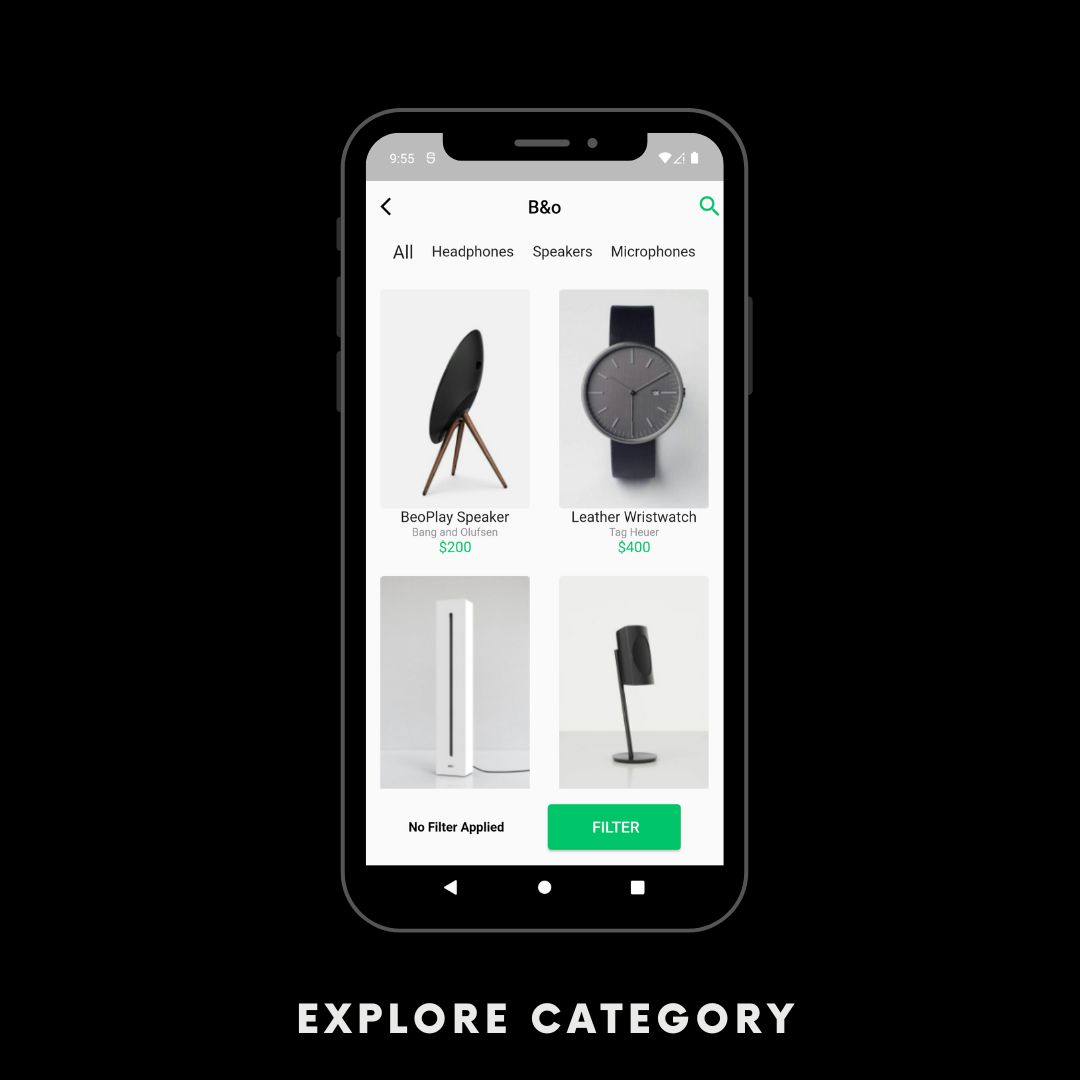 9:55
B&o
All Headphones Speakers Microphones
BeoPlay Speaker Leather Wristwatch
Bang and Olufsen Tag Heuer
$200 $400
No Filter Applied FILTER
EXPLORE CATEGORY